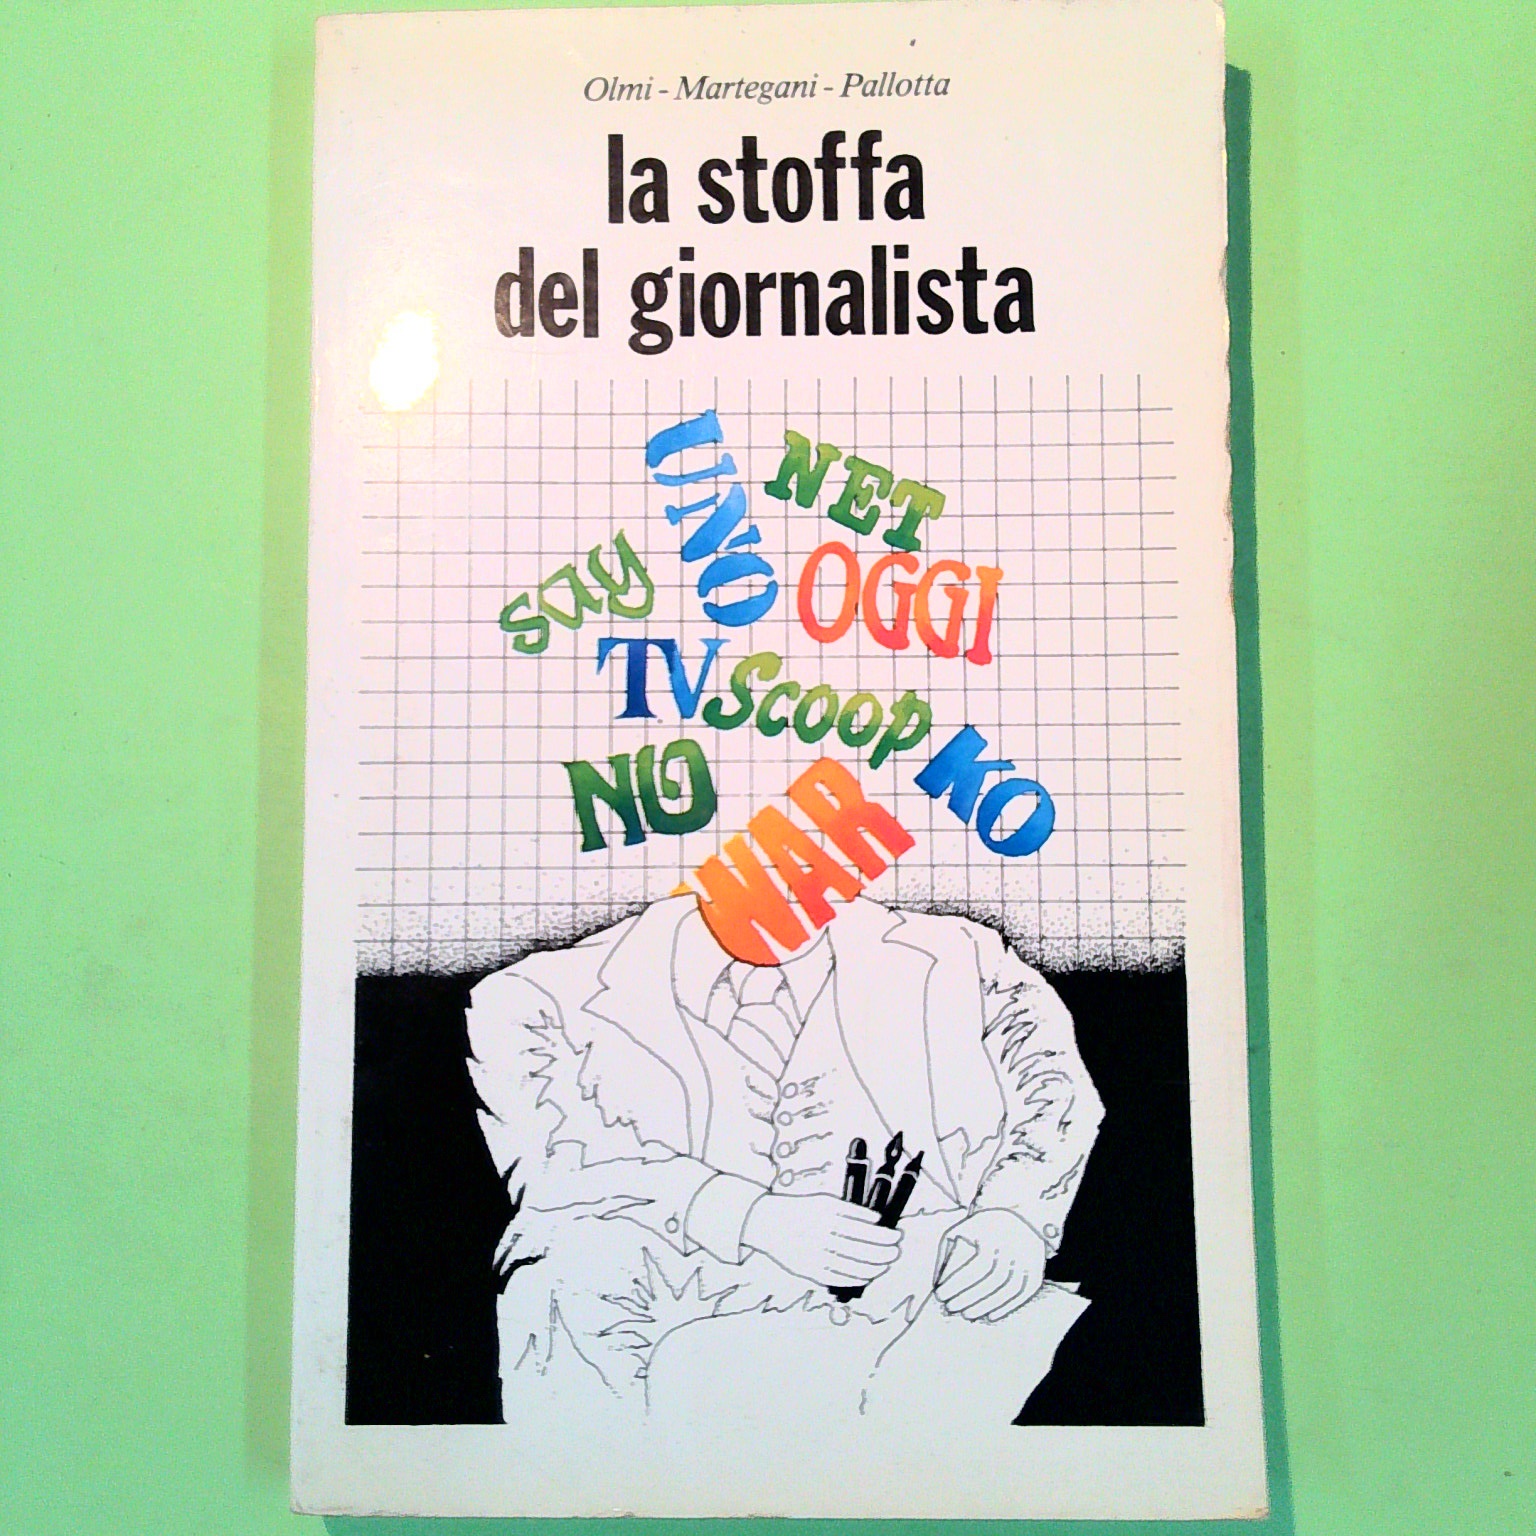 Olmi - Martegani - Pallotta
la stoffa
del giornalista
UNO
NET
say
OGGI
TV
Scoop
KO
NO
WAR